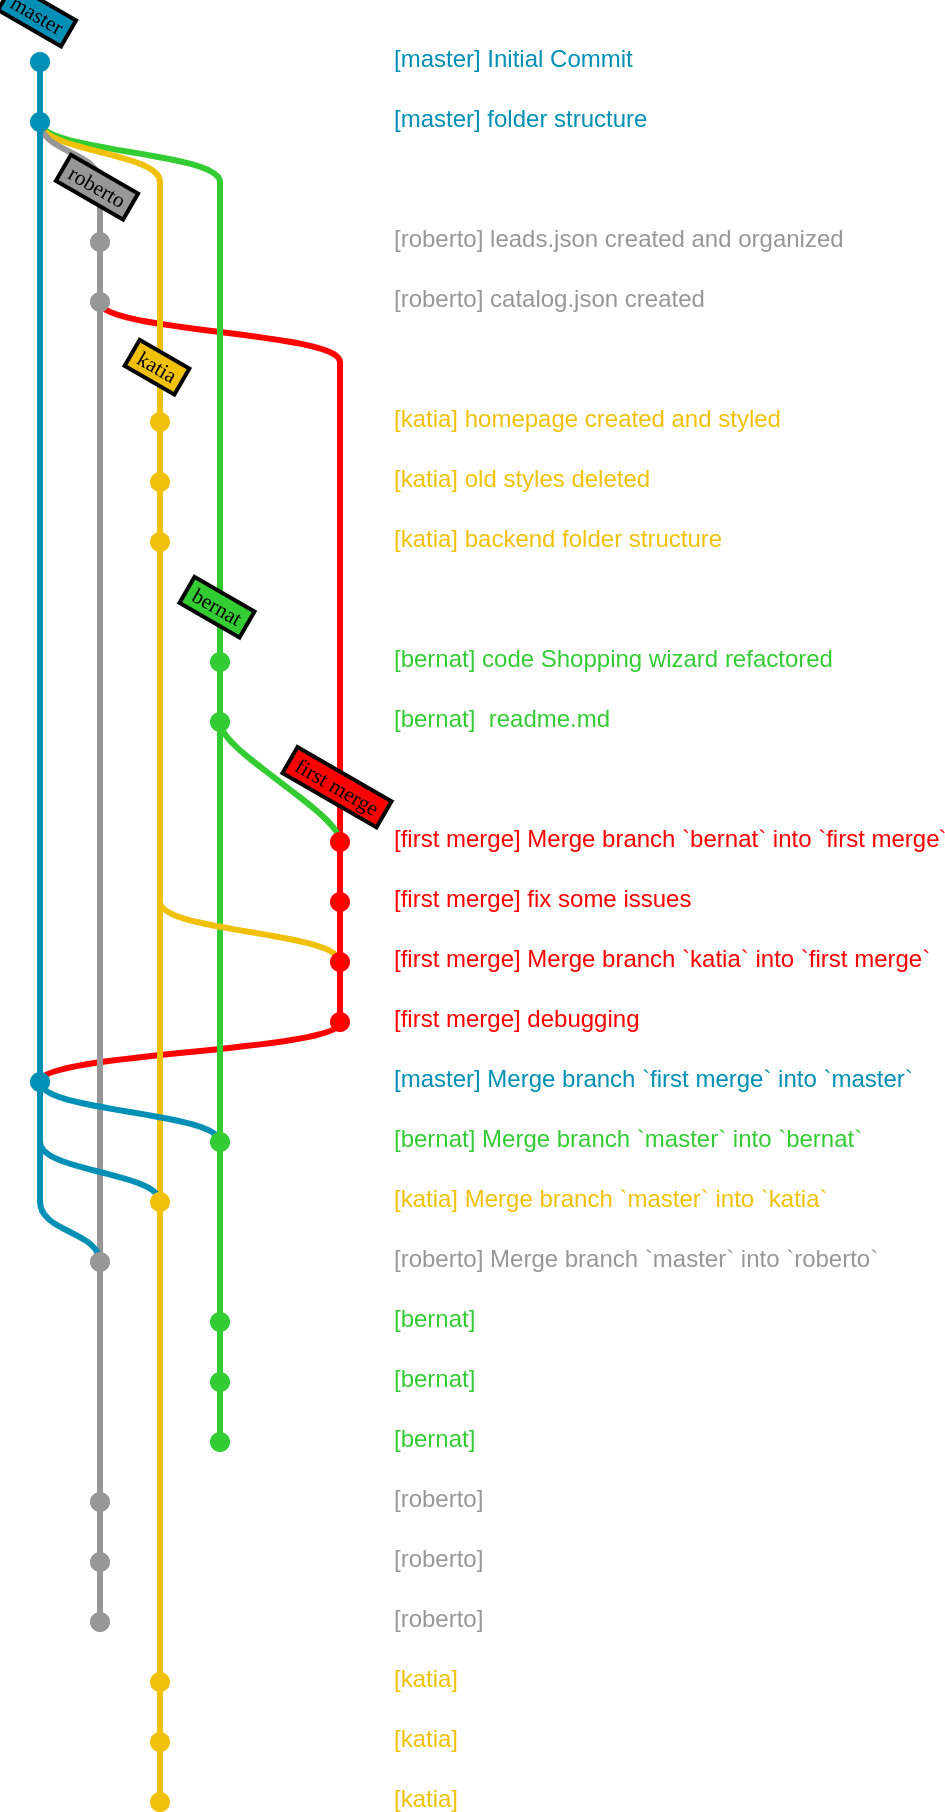 master
[master] Initial Commit
[master] folder structure
roberto
[roberto] leads.json created and organized
[roberto] catalog.json created
katia
[katia] homepage created and styled
[katia] old styles deleted
[katia] backend folder structure
bernat
[bernat] code Shopping wizard refactored
[bernat]  readme.md
first merge
[first merge] Merge branch `bernat` into `first merge`
[first merge] fix some issues
[first merge] Merge branch `katia` into `first merge`
[first merge] debugging
[master] Merge branch `first merge` into `master`
[bernat] Merge branch `master` into `bernat`
[katia] Merge branch `master` into `katia`
[roberto] Merge branch `master` into `roberto`
[bernat]
[bernat]
[bernat]
[roberto]
[roberto]
[roberto]
[katia]
[katia]
[katia]